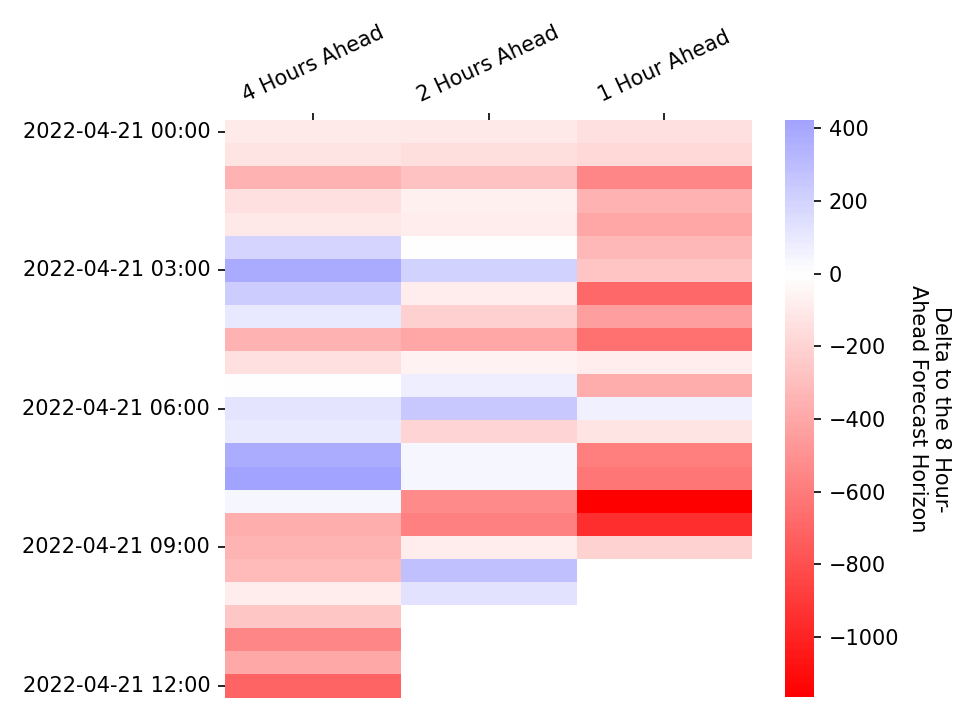 4 Hours Ahead
2 Hours Ahead
1 Hour Ahead
2022-04-21 00:00
2022-04-21 03:00
2022-04-21 06:00
2022-04-21 09:00
2022-04-21 12:00
400
200
0
−200
−400
−600
−800
−1000
Delta to the 8 Hour-
Ahead Forecast Horizon